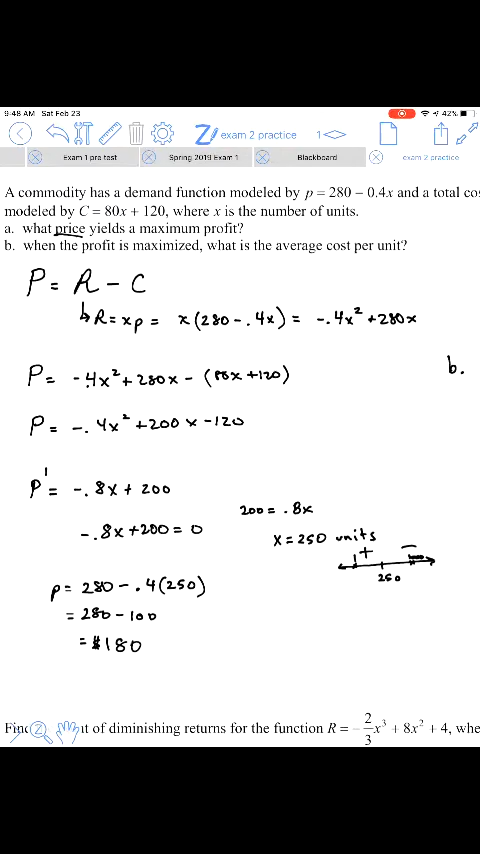 9:48 AM Sat Feb 23 42%
exam 2 practice 1
Exam 1 pre test Spring 2019 Exam 1 Blackboard exam 2 practice
A commodity has a demand function modeled by p = 280 − 0.4x and a total cos
modeled by C = 80x + 120, where x is the number of units.
a. what price yields a maximum profit?
b. when the profit is maximized, what is the average cost per unit?
P = R − C
↳ R = xp = x(280 − .4x) = −.4x² + 280x
P = −.4x² + 280x − (80x + 120)
b.
P = −.4x² + 200x − 120
P' = −.8x + 200
200 = .8x
−.8x + 200 = 0
x = 250 units
+ −
250
p = 280 − .4(250)
= 280 − 100
= $180
of diminishing returns for the function R = −2/3x³ + 8x² + 4, whe